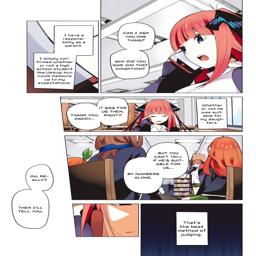 I have a
responsi-
bility as a
parent.
I simply con-
firmed whether
or not a high
school student
like Uesugi-kun
could measure
up to my
expectations.
CAN I ASK
YOU ONE
THING?
WHY DID YOU
GIVE HIM THAT
CONDITION?
Whether
or not he
was suitable
for my daugh-
ters.
IT WAS FOR
US THEN,
RIGHT?
THANK YOU,
DADDY...
BUT YOU
CAN'T TELL
IF HE'S SUIT-
ABLE FOR
US...
BY NUMBERS
ALONE.
That's the
best method
of judging.
OH, RE-
ALLY?
THEN I'LL
TELL YOU.